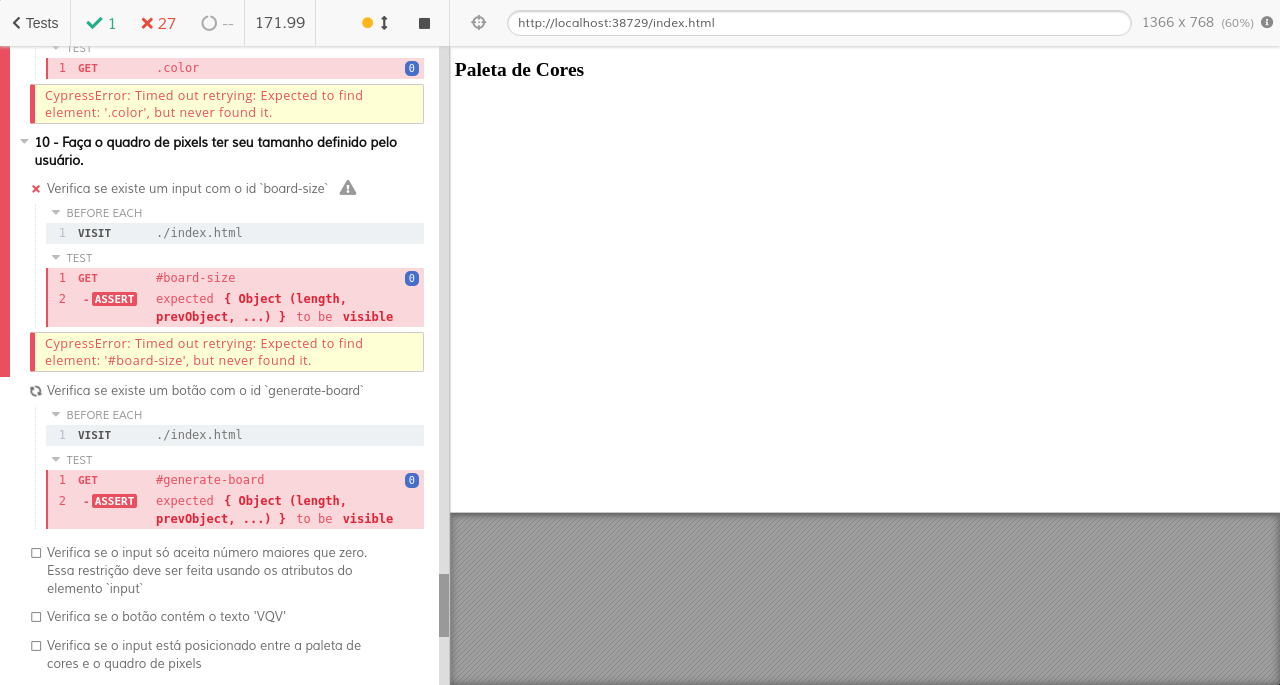 Tests 1 27 -- 171.99 http://localhost:38729/index.html 1366 x 768 (60%)
TEST
1 GET .color 0
CypressError: Timed out retrying: Expected to find
element: '.color', but never found it.
10 - Faça o quadro de pixels ter seu tamanho definido pelo
usuário.
Verifica se existe um input com o id `board-size`
BEFORE EACH
1 VISIT ./index.html
TEST
1 GET #board-size 0
2 -ASSERT expected { Object (length,
prevObject, ...) } to be visible
CypressError: Timed out retrying: Expected to find
element: '#board-size', but never found it.
Verifica se existe um botão com o id `generate-board`
BEFORE EACH
1 VISIT ./index.html
TEST
1 GET #generate-board 0
2 -ASSERT expected { Object (length,
prevObject, ...) } to be visible
Verifica se o input só aceita número maiores que zero.
Essa restrição deve ser feita usando os atributos do
elemento `input`
Verifica se o botão contém o texto 'VQV'
Verifica se o input está posicionado entre a paleta de
cores e o quadro de pixels
Paleta de Cores